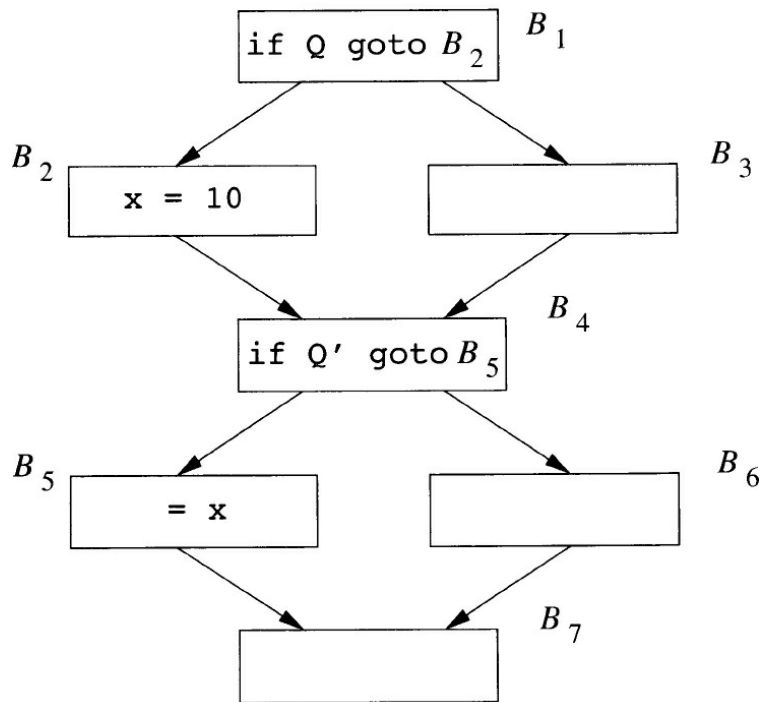 if Q goto B2
B1
B2
x = 10
B3
if Q' goto B5
B4
B5
= x
B6
B7